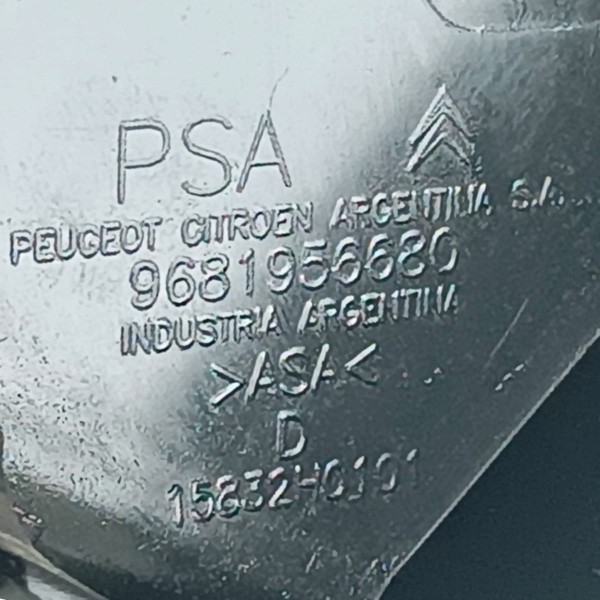 PSA
PEUGEOT CITROEN ARGENTINA S.A.
9681956680
INDUSTRIA ARGENTINA
>ASA<
D
15832H0101